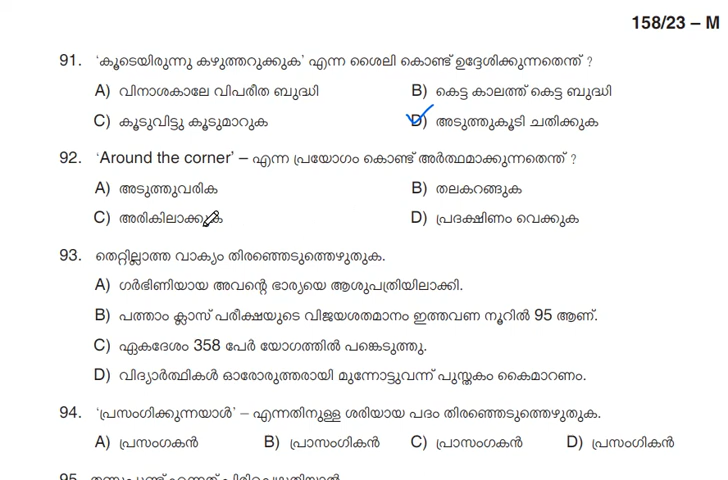 158/23 – M
91. ‘കൂടെയിരുന്നു കഴുത്തറുക്കുക’ എന്ന ശൈലി കൊണ്ട് ഉദ്ദേശിക്കുന്നതെന്ത് ?
A) വിനാശകാലേ വിപരീത ബുദ്ധി B) കെട്ട കാലത്ത് കെട്ട ബുദ്ധി
C) കൂടുവിട്ടു കൂടുമാറുക D) അടുത്തുകൂടി ചതിക്കുക
92. ‘Around the corner’ – എന്ന പ്രയോഗം കൊണ്ട് അർത്ഥമാക്കുന്നതെന്ത് ?
A) അടുത്തുവരിക B) തലകറങ്ങുക
C) അരികിലാക്കുക D) പ്രദക്ഷിണം വെക്കുക
93. തെറ്റില്ലാത്ത വാക്യം തിരഞ്ഞെടുത്തെഴുതുക.
A) ഗർഭിണിയായ അവന്റെ ഭാര്യയെ ആശുപത്രിയിലാക്കി.
B) പത്താം ക്ലാസ് പരീക്ഷയുടെ വിജയശതമാനം ഇത്തവണ നൂറിൽ 95 ആണ്.
C) ഏകദേശം 358 പേർ യോഗത്തിൽ പങ്കെടുത്തു.
D) വിദ്യാർത്ഥികൾ ഓരോരുത്തരായി മുന്നോട്ടുവന്ന് പുസ്തകം കൈമാറണം.
94. ‘പ്രസംഗിക്കുന്നയാൾ’ – എന്നതിനുള്ള ശരിയായ പദം തിരഞ്ഞെടുത്തെഴുതുക.
A) പ്രസംഗകൻ B) പ്രാസംഗികൻ C) പ്രാസംഗകൻ D) പ്രസംഗികൻ
95.